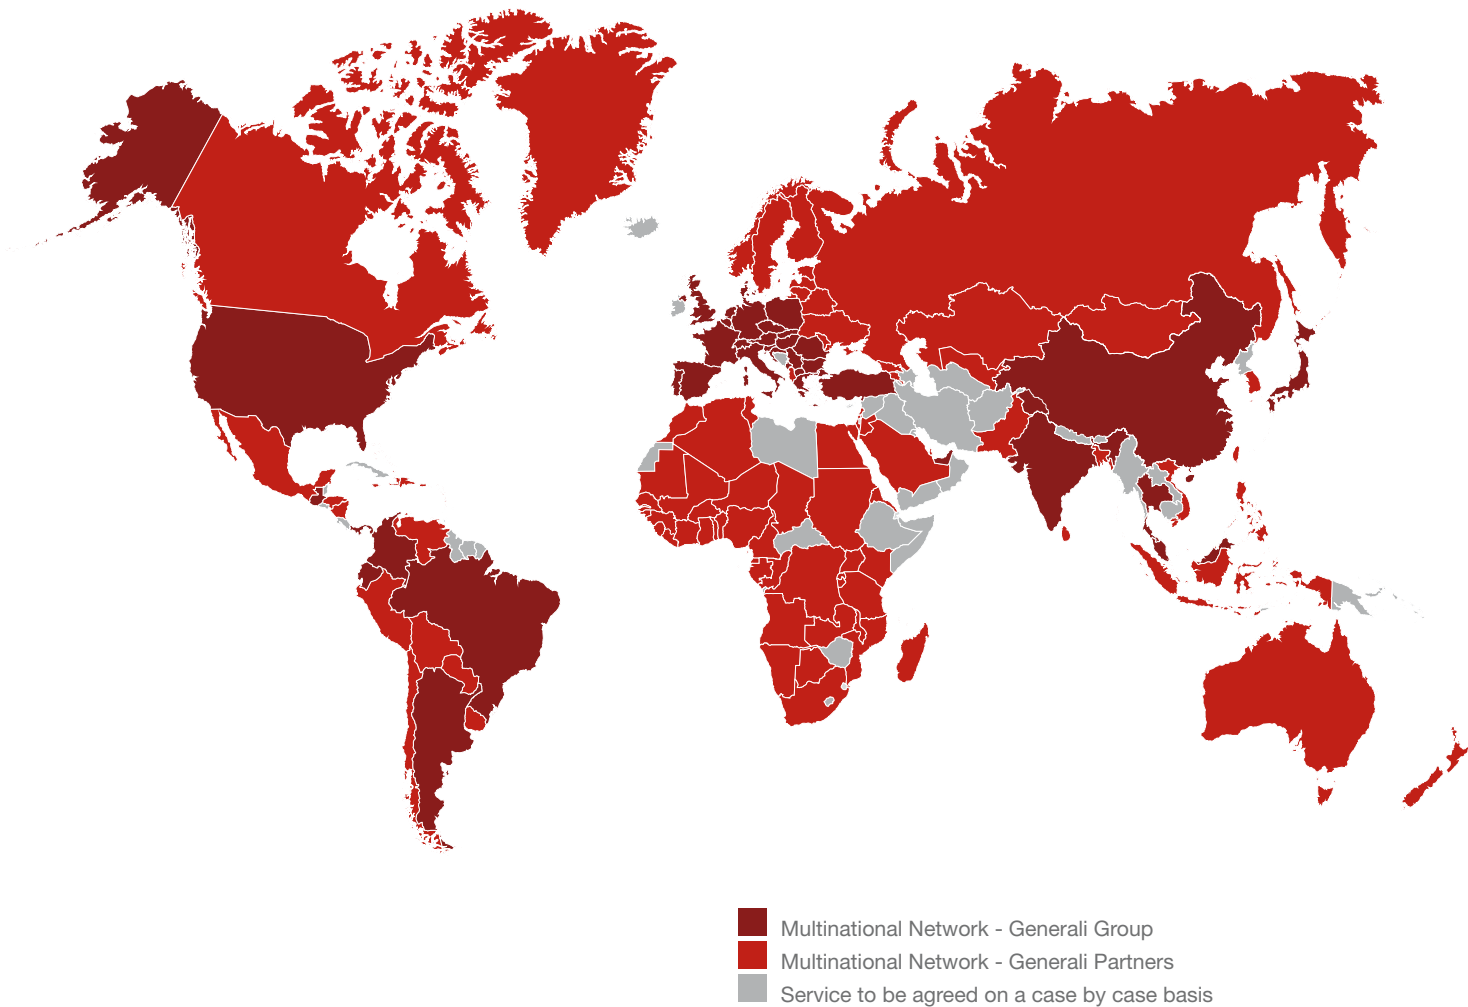 Multinational Network - Generali Group
Multinational Network - Generali Partners
Service to be agreed on a case by case basis